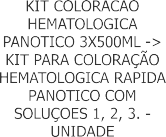 KIT COLORACAO
HEMATOLOGICA
PANOTICO 3X500ML ->
KIT PARA COLORAÇÃO
HEMATOLOGICA RAPIDA
PANOTICO COM
SOLUÇOES 1, 2, 3. -
UNIDADE